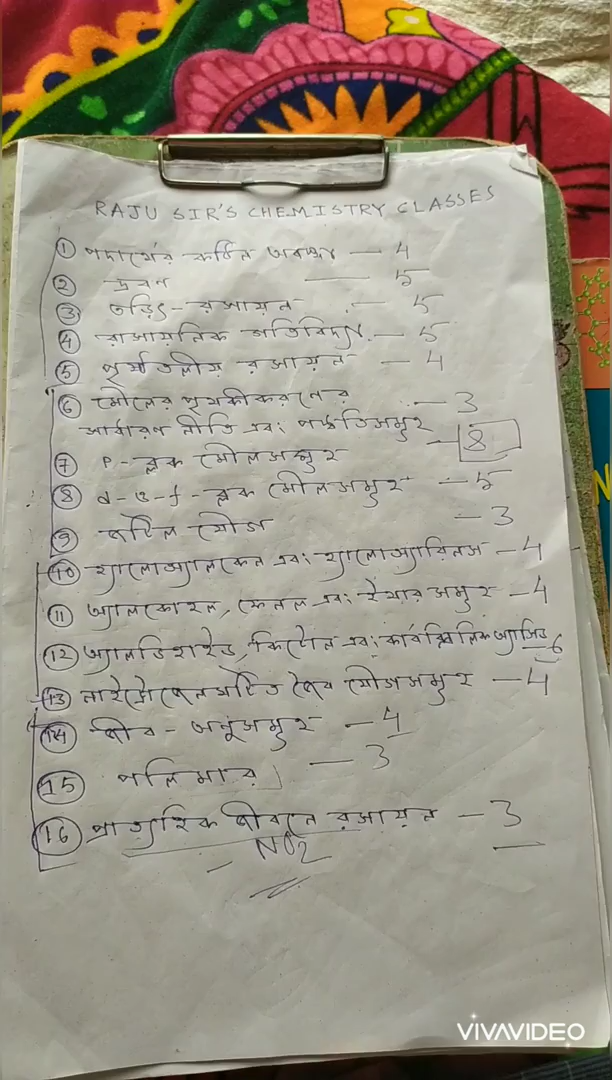 RAJU SIR'S CHEMISTRY CLASSES
① পদার্থের কঠিন অবস্থা — 4
② দ্রবণ — 5
③ তড়িৎ-রসায়ন — 5
④ রাসায়নিক গতিবিদ্যা — 5
⑤ পৃষ্ঠতলীয় রসায়ন — 4
⑥ মৌলের পৃথকীকরণের — 3
সাধারণ নীতি এবং পদ্ধতিসমূহ
⑦ P-ব্লক মৌলসমূহ — 8
⑧ d-ও-f-ব্লক মৌলসমূহ — 5
⑨ জটিল যৌগ — 3
⑩ হ্যালোঅ্যালকেন এবং হ্যালোঅ্যারিনস — 4
⑪ অ্যালকোহল, ফেনল এবং ইথার সমূহ — 4
⑫ অ্যালডিহাইড, কিটোন এবং কার্বক্সিলিক অ্যাসিড — 6
⑬ নাইট্রোজেনঘটিত জৈব যৌগসমূহ — 4
⑭ জীব-অনুসমূহ — 4
⑮ পলিমার — 3
⑯ প্রাত্যহিক জীবনে রসায়ন — 3
NO2
VIVAVIDEO